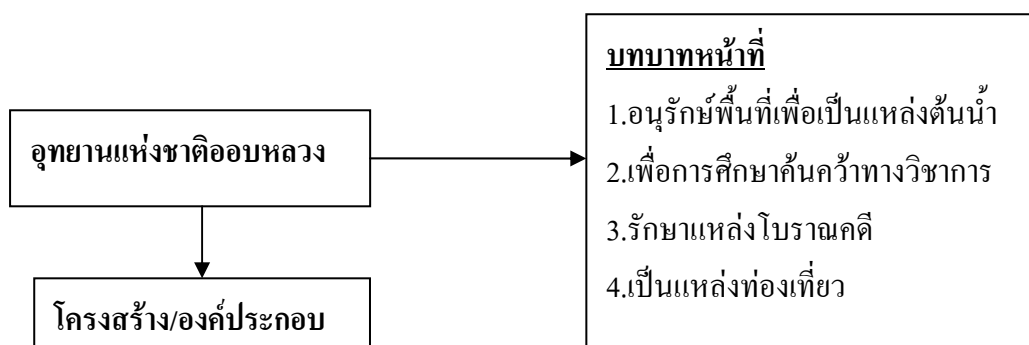 อุทยานแห่งชาติออบหลวง
โครงสร้าง/องค์ประกอบ
บทบาทหน้าที่
1.อนุรักษ์พื้นที่เพื่อเป็นแหล่งต้นน้ำ
2.เพื่อการศึกษาค้นคว้าทางวิชาการ
3.รักษาแหล่งโบราณคดี
4.เป็นแหล่งท่องเที่ยว